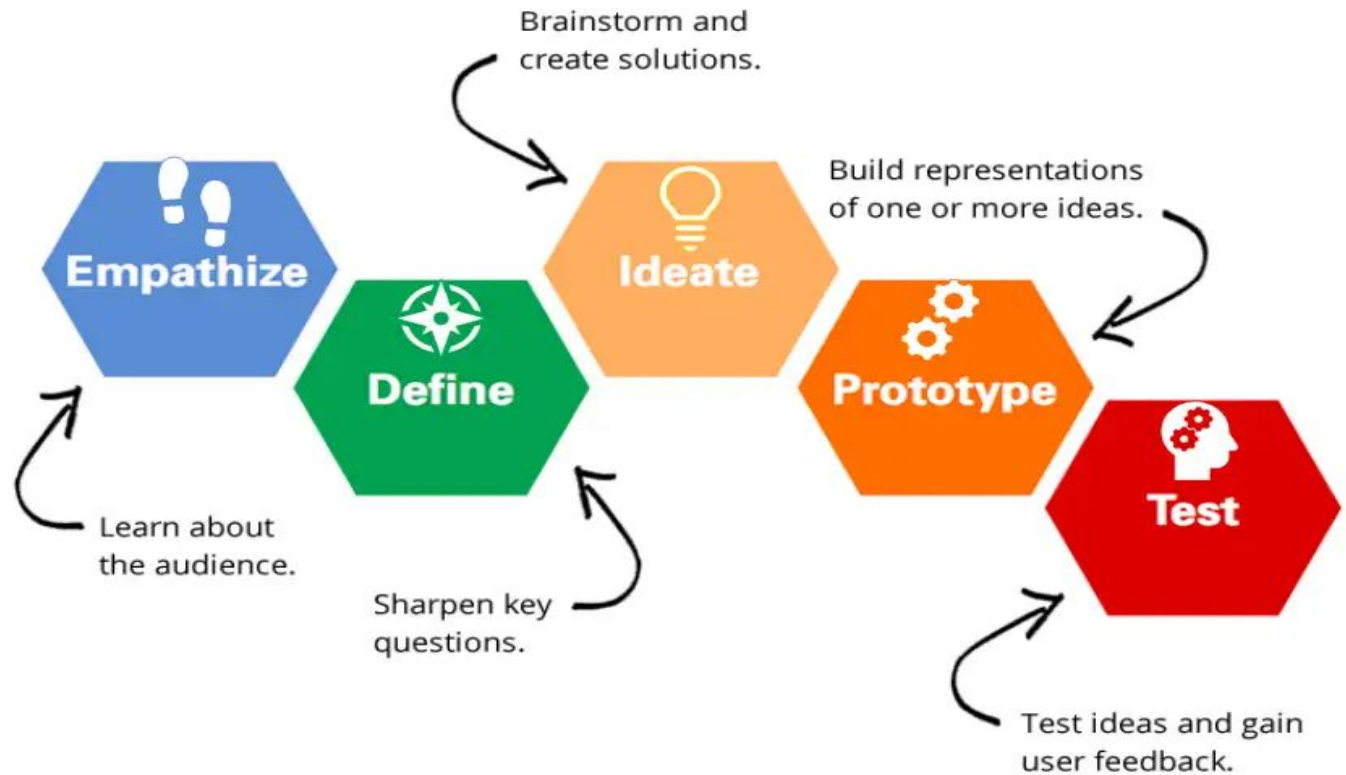 Brainstorm and
create solutions.
Build representations
of one or more ideas.
Empathize
Ideate
Define
Prototype
Test
Learn about
the audience.
Sharpen key
questions.
Test ideas and gain
user feedback.